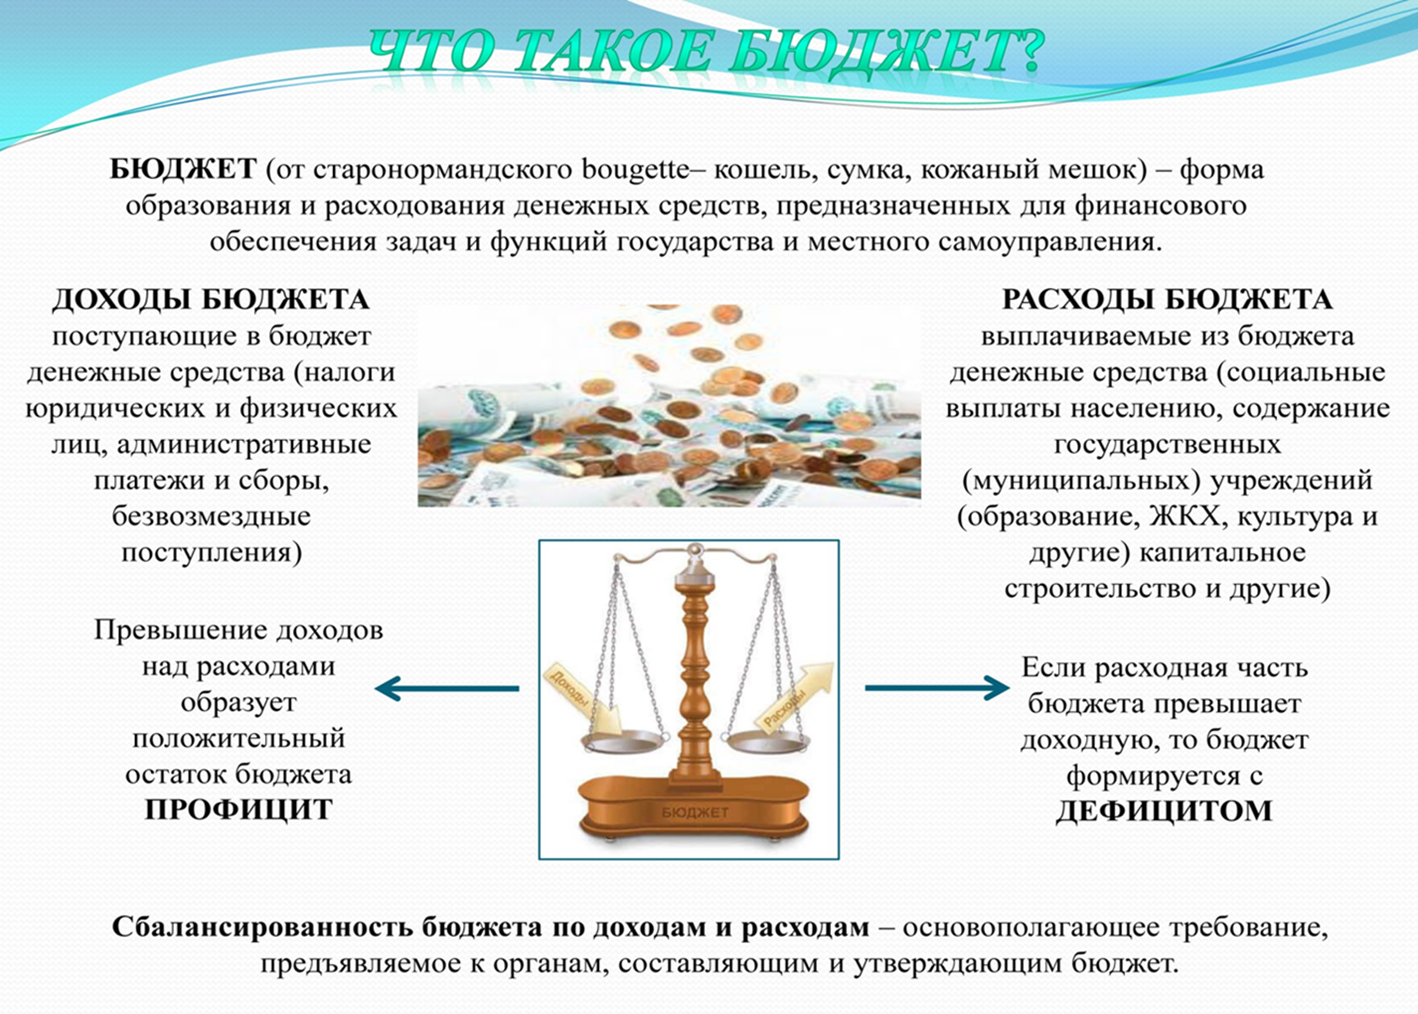 ЧТО ТАКОЕ БЮДЖЕТ?
БЮДЖЕТ (от старонормандского bougette– кошель, сумка, кожаный мешок) – форма
образования и расходования денежных средств, предназначенных для финансового
обеспечения задач и функций государства и местного самоуправления.
ДОХОДЫ БЮДЖЕТА
поступающие в бюджет
денежные средства (налоги
юридических и физических
лиц, административные
платежи и сборы,
безвозмездные
поступления)
РАСХОДЫ БЮДЖЕТА
выплачиваемые из бюджета
денежные средства (социальные
выплаты населению, содержание
государственных
(муниципальных) учреждений
(образование, ЖКХ, культура и
другие) капитальное
строительство и другие)
Превышение доходов
над расходами
образует
положительный
остаток бюджета
ПРОФИЦИТ
Доходы
Расходы
БЮДЖЕТ
Если расходная часть
бюджета превышает
доходную, то бюджет
формируется с
ДЕФИЦИТОМ
Сбалансированность бюджета по доходам и расходам – основополагающее требование,
предъявляемое к органам, составляющим и утверждающим бюджет.